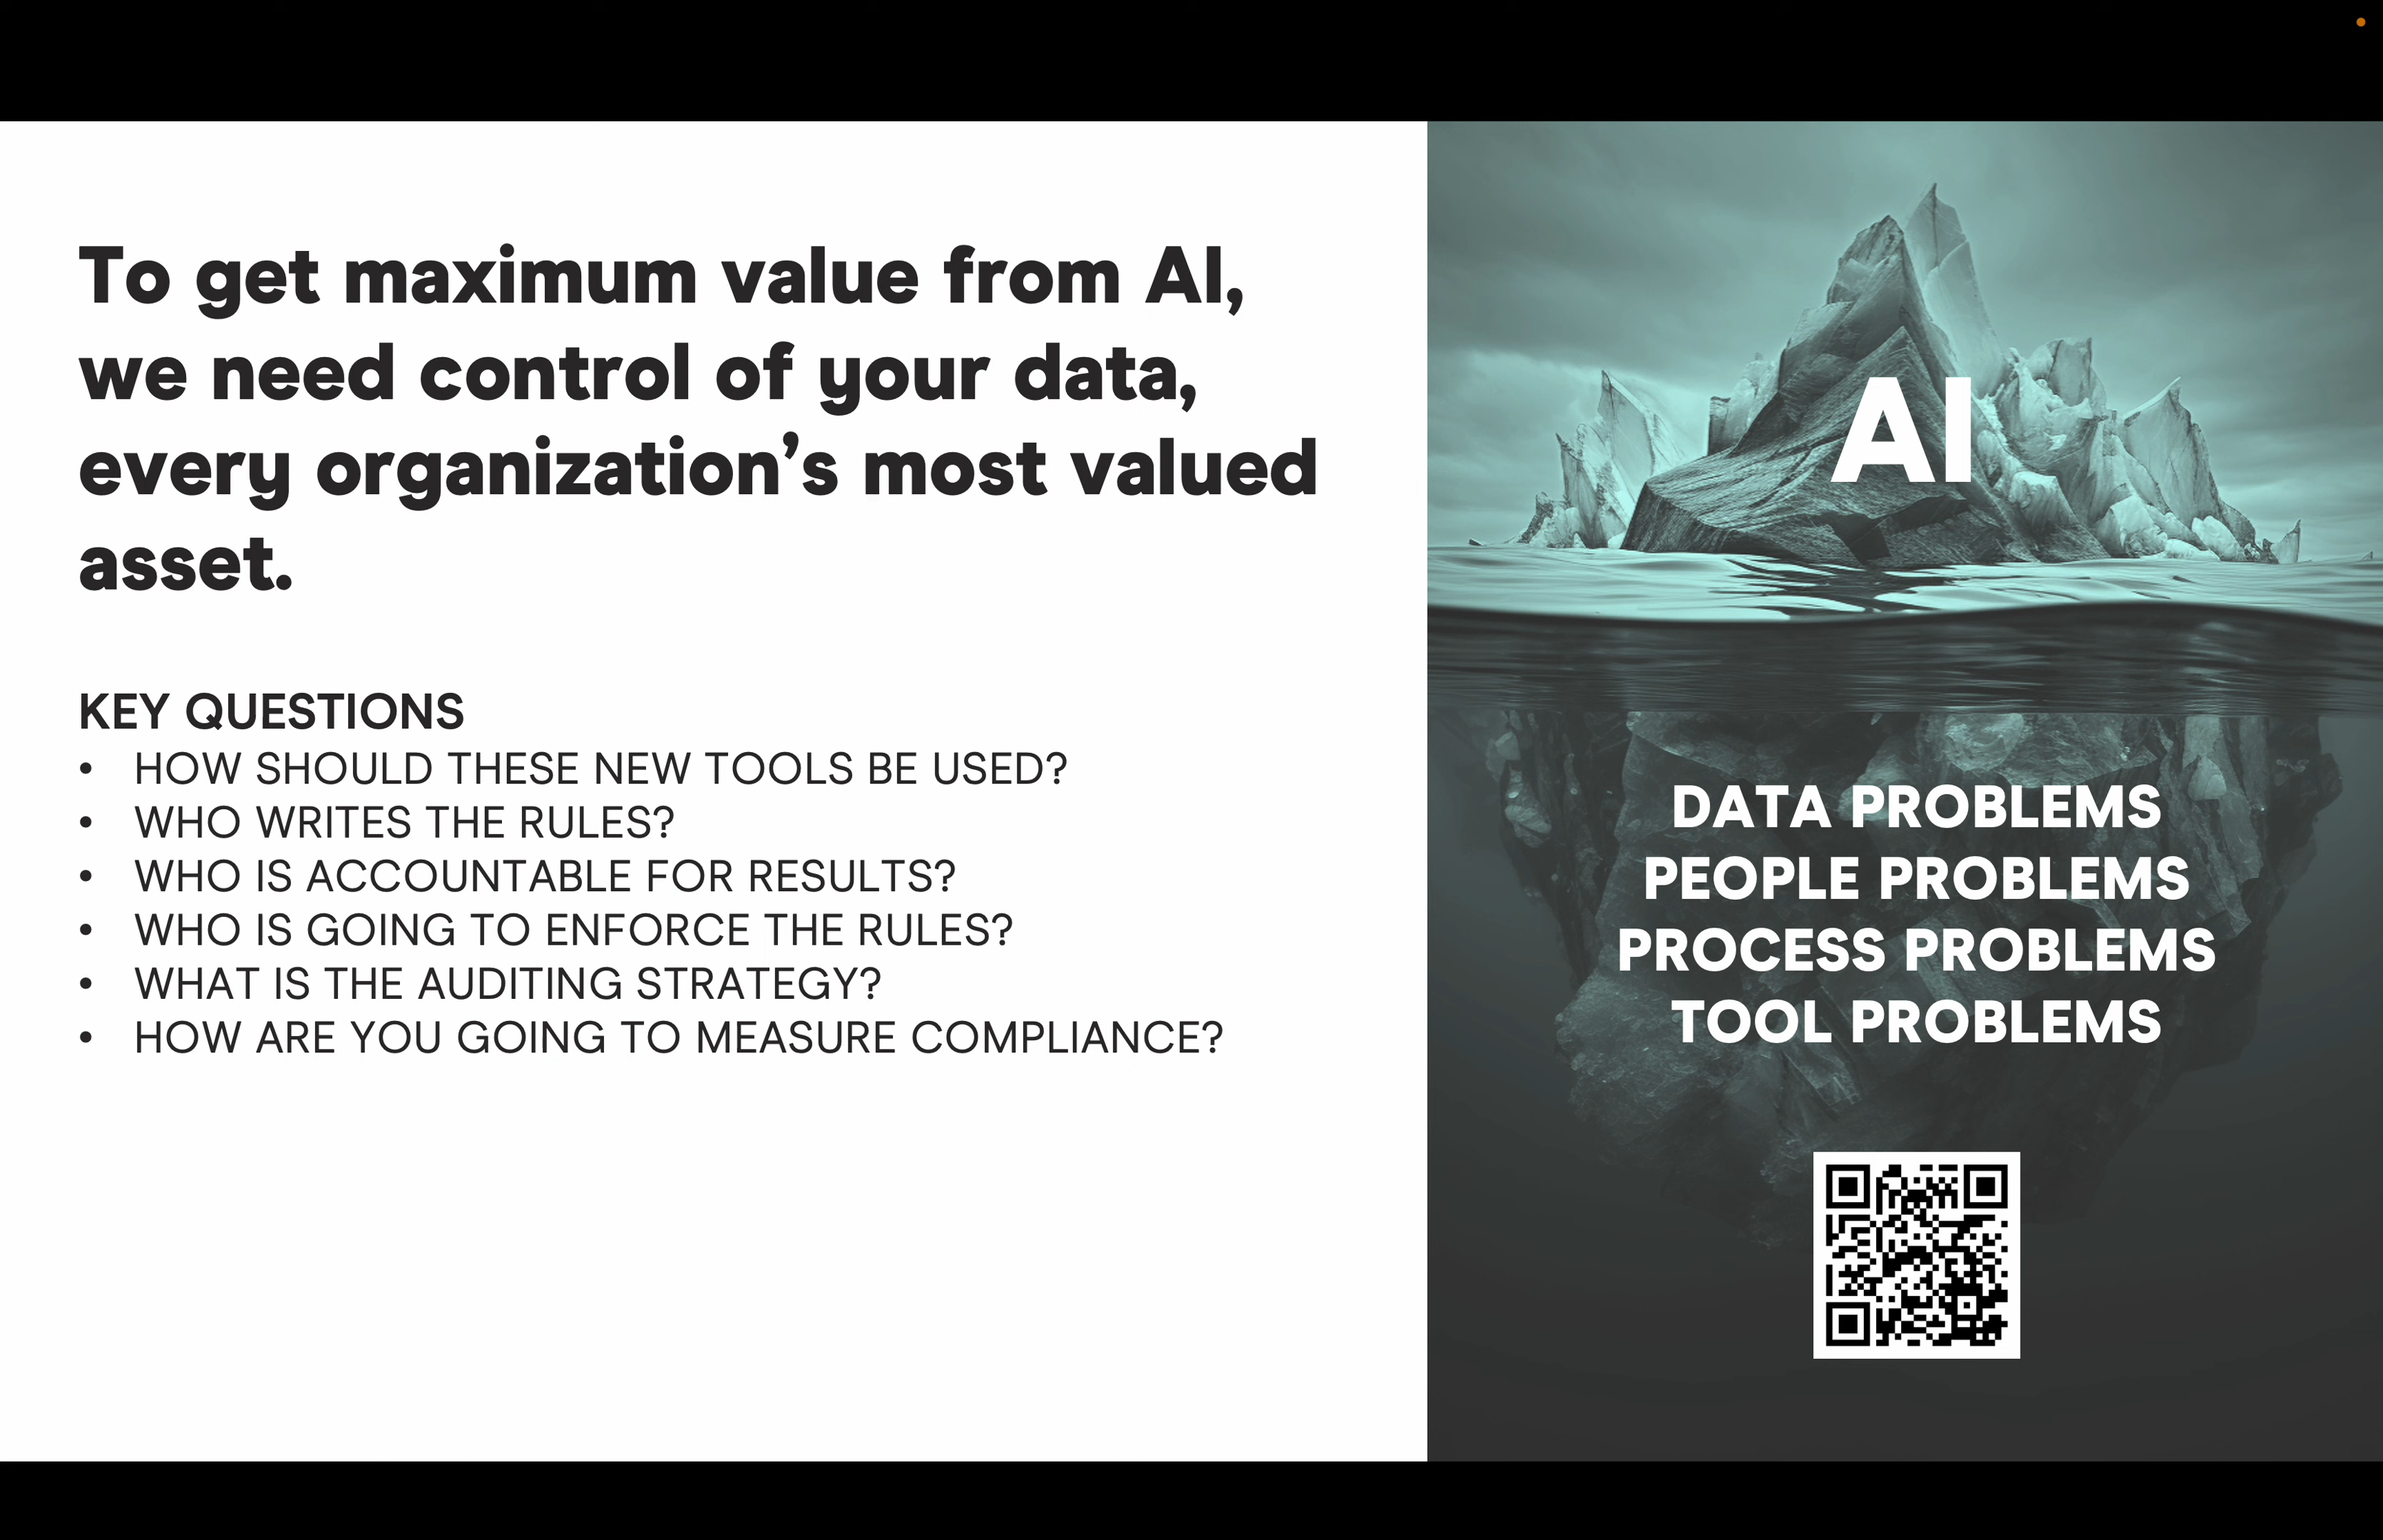 To get maximum value from AI,
we need control of your data,
every organization’s most valued
asset.
KEY QUESTIONS
• HOW SHOULD THESE NEW TOOLS BE USED?
• WHO WRITES THE RULES?
• WHO IS ACCOUNTABLE FOR RESULTS?
• WHO IS GOING TO ENFORCE THE RULES?
• WHAT IS THE AUDITING STRATEGY?
• HOW ARE YOU GOING TO MEASURE COMPLIANCE?
AI
DATA PROBLEMS
PEOPLE PROBLEMS
PROCESS PROBLEMS
TOOL PROBLEMS